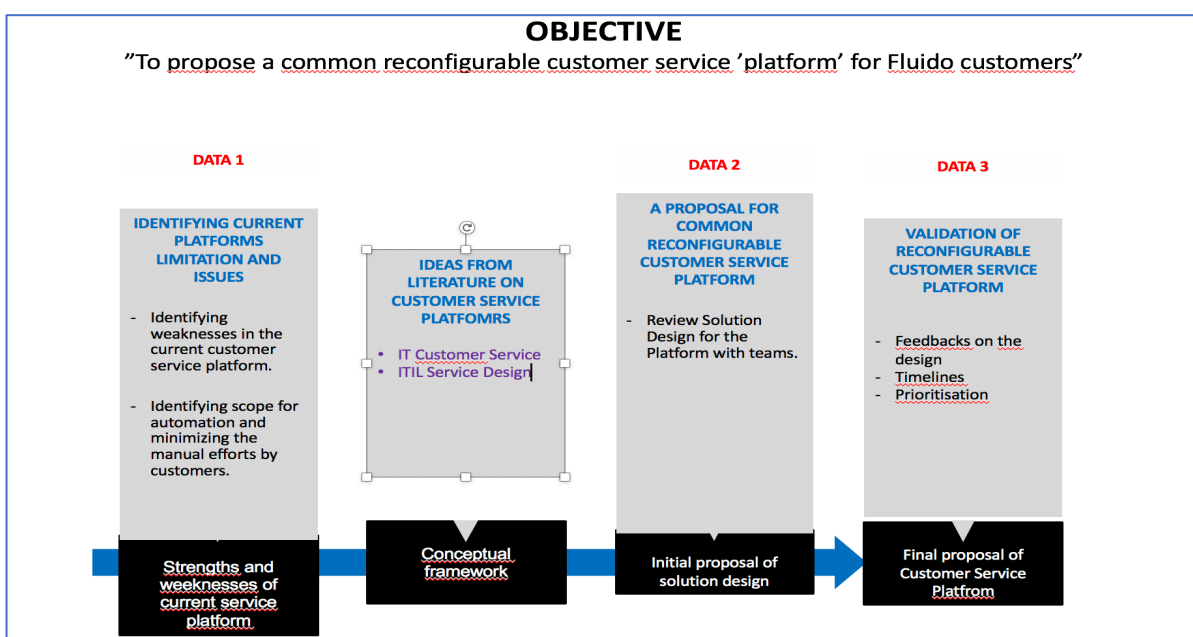 OBJECTIVE
”To propose a common reconfigurable customer service ’platform’ for Fluido customers”
DATA 1
IDENTIFYING CURRENT
PLATFORMS
LIMITATION AND
ISSUES
- Identifying
weaknesses in the
current customer
service platform.
- Identifying scope for
automation and
minimizing the
manual efforts by
customers.
Strengths and
weaknesses of
current service
platform
IDEAS FROM
LITERATURE ON
CUSTOMER SERVICE
PLATFOMRS
• IT Customer Service
• ITIL Service Design
Conceptual
framework
DATA 2
A PROPOSAL FOR
COMMON
RECONFIGURABLE
CUSTOMER SERVICE
PLATFORM
- Review Solution
Design for the
Platform with teams.
Initial proposal of
solution design
DATA 3
VALIDATION OF
RECONFIGURABLE
CUSTOMER SERVICE
PLATFORM
- Feedbacks on the
design
- Timelines
- Prioritisation
Final proposal of
Customer Service
Platfrom